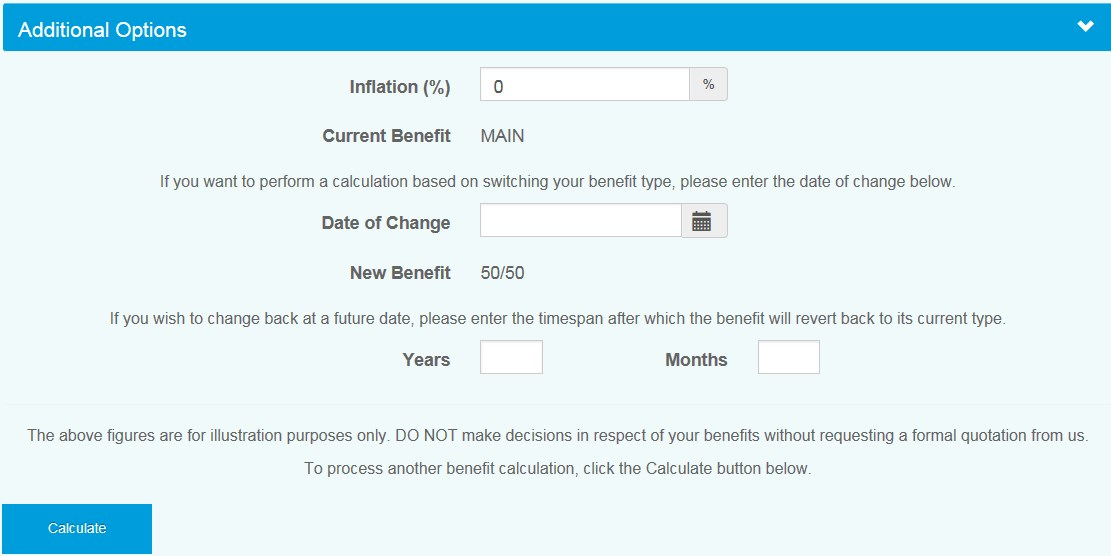 Additional Options
Inflation (%) 0 %
Current Benefit MAIN
If you want to perform a calculation based on switching your benefit type, please enter the date of change below.
Date of Change
New Benefit 50/50
If you wish to change back at a future date, please enter the timespan after which the benefit will revert back to its current type.
Years Months
The above figures are for illustration purposes only. DO NOT make decisions in respect of your benefits without requesting a formal quotation from us.
To process another benefit calculation, click the Calculate button below.
Calculate